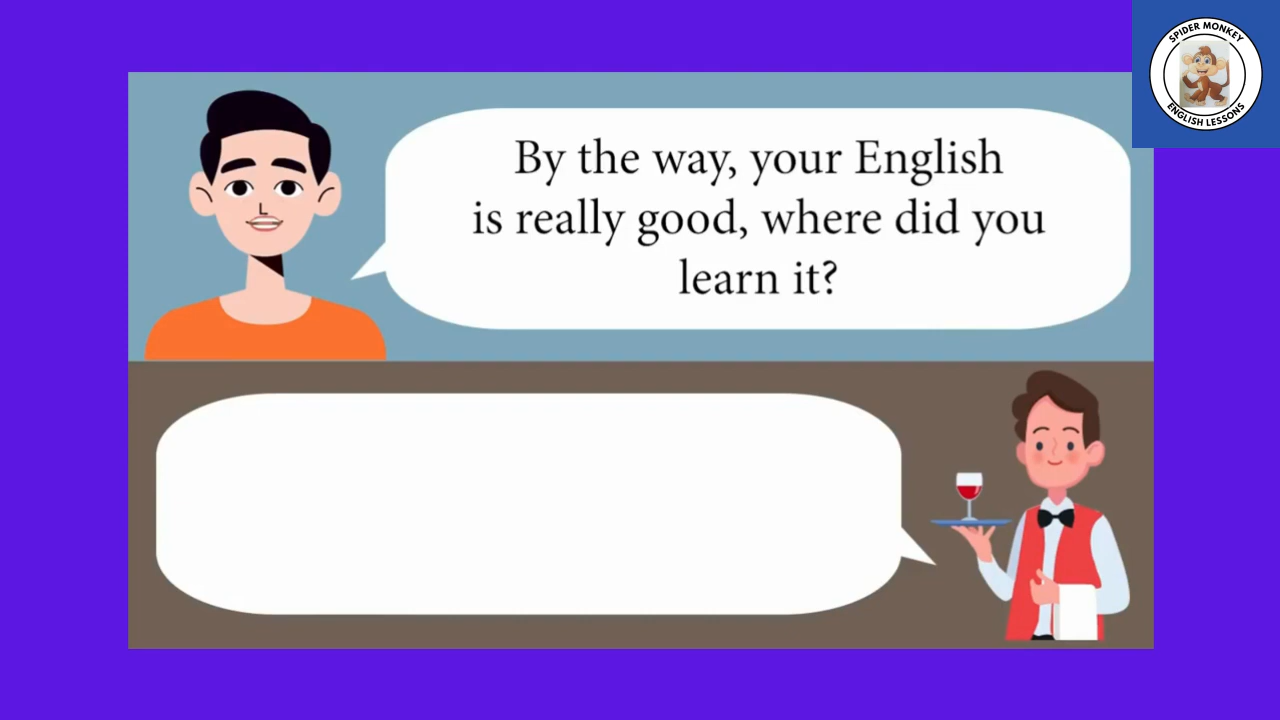 SPIDER MONKEY
ENGLISH LESSONS
By the way, your English
is really good, where did you
learn it?